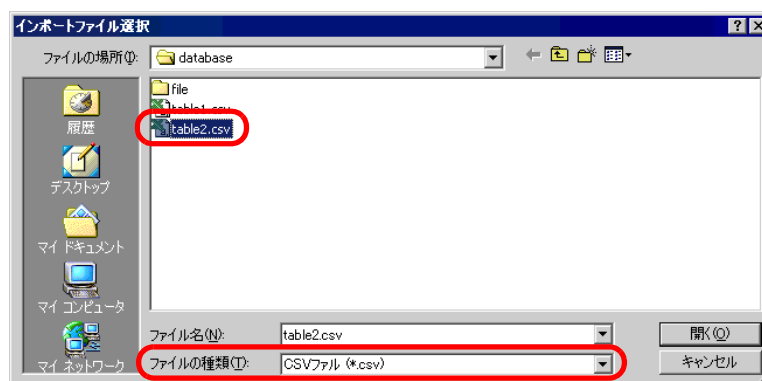 インポートファイル選択
ファイルの場所(I):
database
file
table1.csv
table2.csv
履歴
デスクトップ
マイ ドキュメント
マイ コンピュータ
マイ ネットワーク
ファイル名(N):
table2.csv
開く(O)
ファイルの種類(T):
CSVファイル (*.csv)
キャンセル